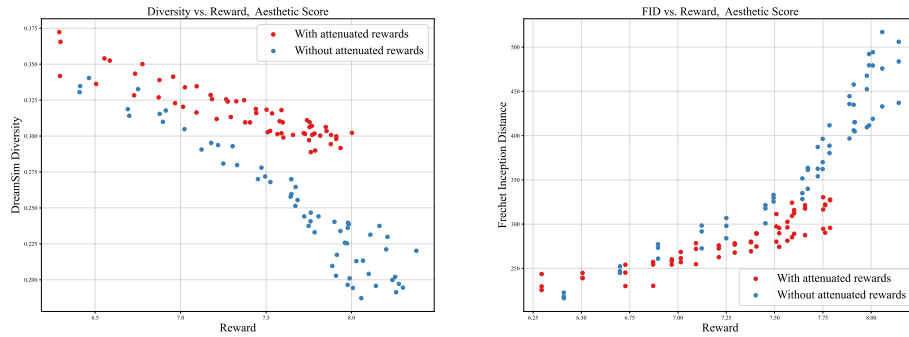 Diversity vs. Reward, Aesthetic Score
With attenuated rewards
Without attenuated rewards
DreamSim Diversity
0.375
0.350
0.325
0.300
0.275
0.250
0.225
0.200
6.5
7.0
7.5
8.0
Reward
FID vs. Reward, Aesthetic Score
Frechet Inception Distance
500
450
400
350
300
250
With attenuated rewards
Without attenuated rewards
6.25
6.50
6.75
7.00
7.25
7.50
7.75
8.00
Reward